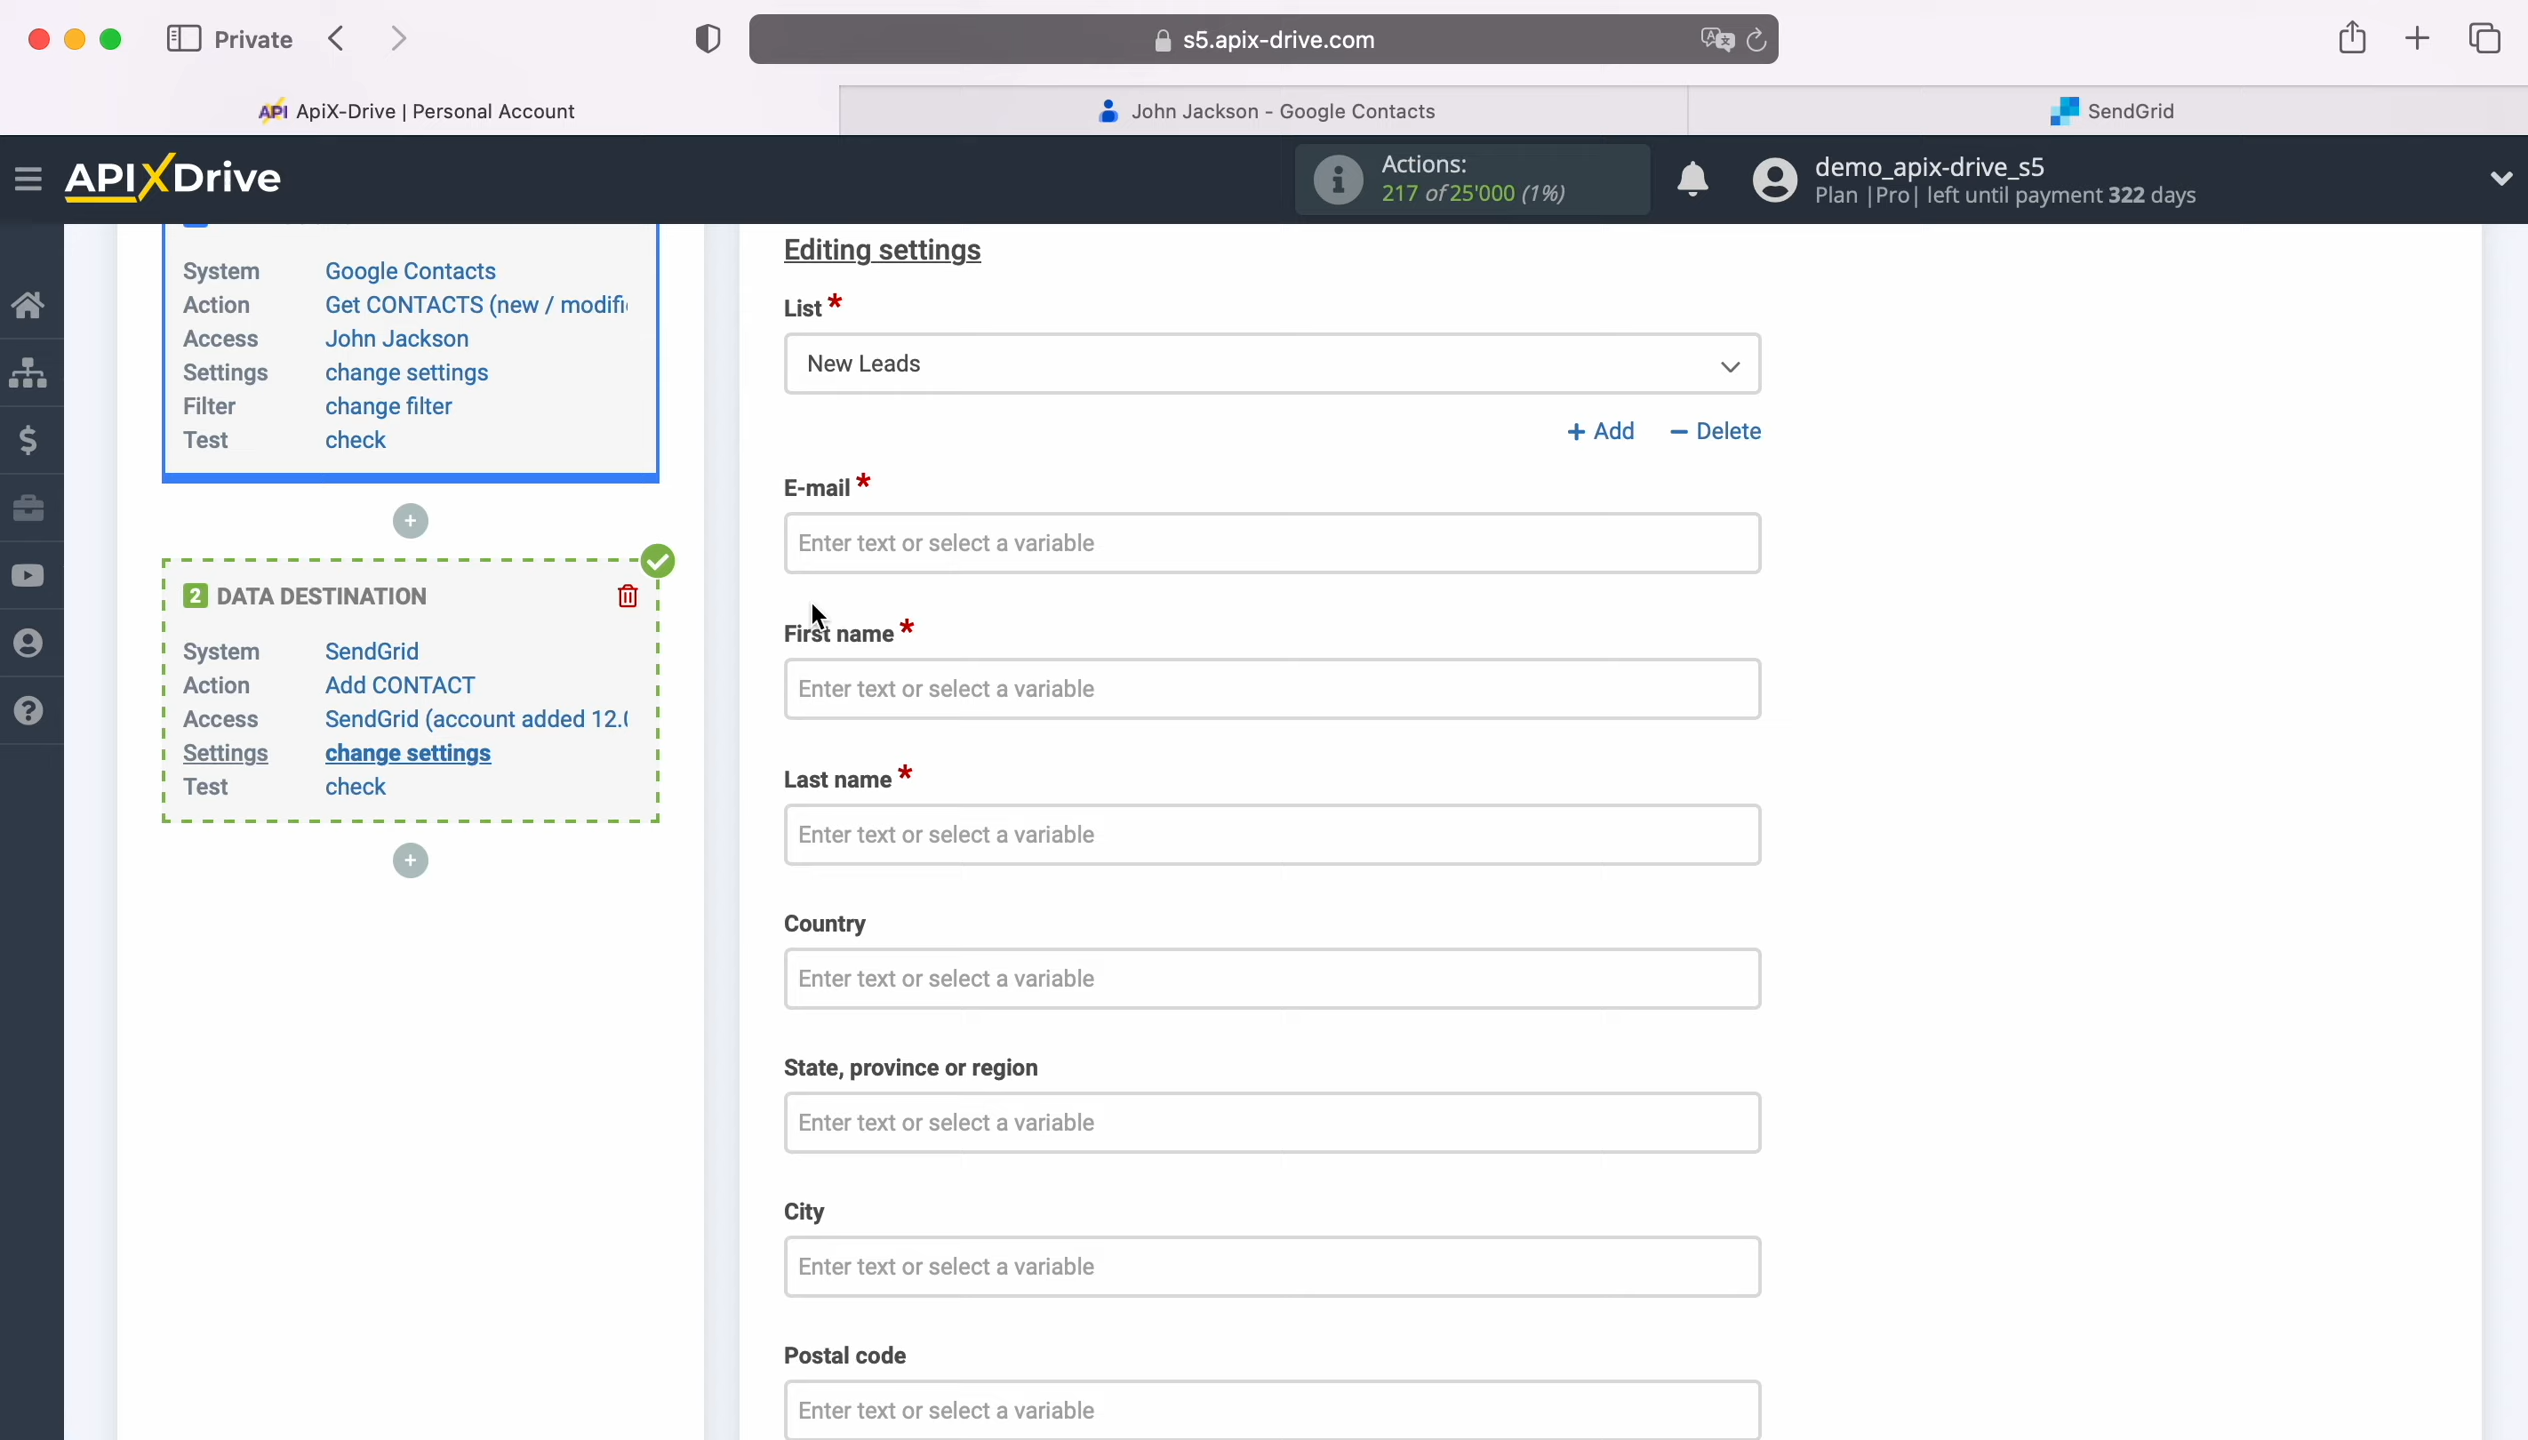 Private
s5.apix-drive.com
API ApiX-Drive | Personal Account
John Jackson - Google Contacts
SendGrid
APIXDrive
Actions:
217 of 25'000 (1%)
demo_apix-drive_s5
Plan |Pro| left until payment 322 days
System Google Contacts
Action Get CONTACTS (new / modifi
Access John Jackson
Settings change settings
Filter change filter
Test check
2 DATA DESTINATION
System SendGrid
Action Add CONTACT
Access SendGrid (account added 12.0
Settings change settings
Test check
Editing settings
List *
New Leads
+ Add − Delete
E-mail *
Enter text or select a variable
First name *
Enter text or select a variable
Last name *
Enter text or select a variable
Country
Enter text or select a variable
State, province or region
Enter text or select a variable
City
Enter text or select a variable
Postal code
Enter text or select a variable